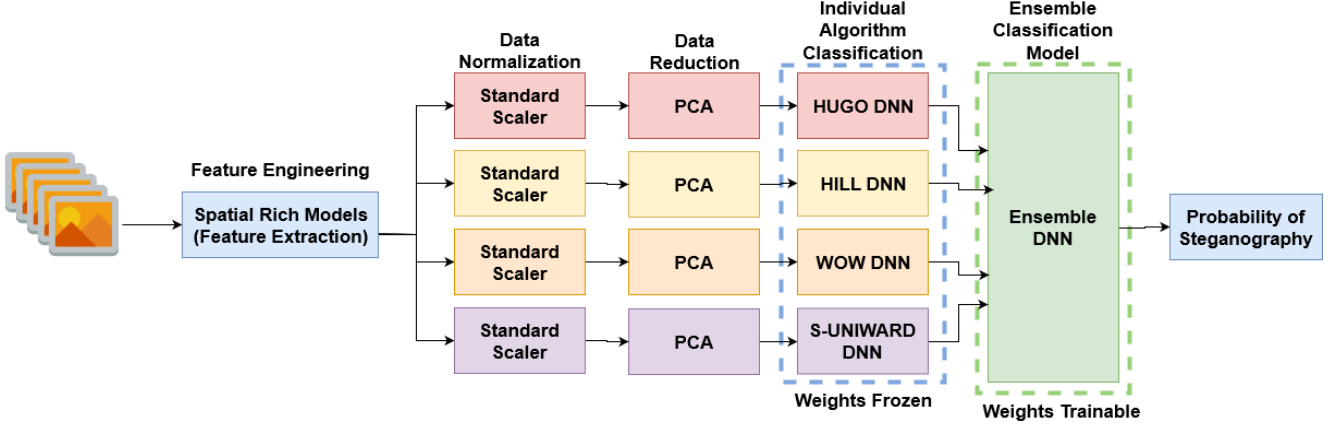 Individual
Algorithm
Classification
Ensemble
Classification
Model
Data
Normalization
Data
Reduction
Standard
Scaler
PCA
HUGO DNN
Feature Engineering
Spatial Rich Models
(Feature Extraction)
Standard
Scaler
PCA
HILL DNN
Ensemble
DNN
Probability of
Steganography
Standard
Scaler
PCA
WOW DNN
Standard
Scaler
PCA
S-UNIWARD
DNN
Weights Frozen
Weights Trainable